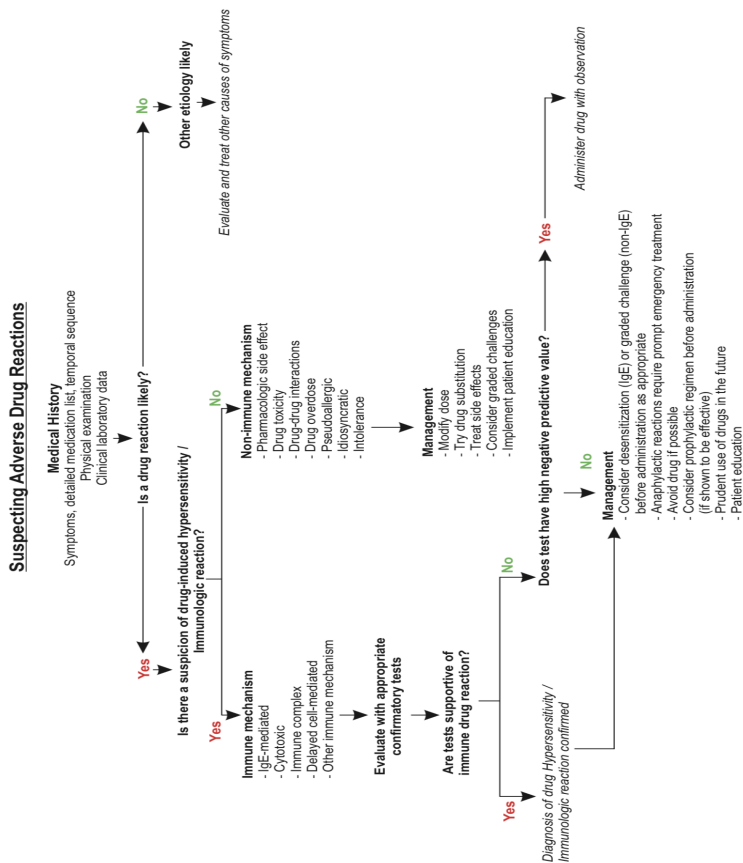 Suspecting Adverse Drug Reactions
Medical History
Symptoms, detailed medication list, temporal sequence
Physical examination
Clinical laboratory data
Is a drug reaction likely?
Yes
No
Other etiology likely
Evaluate and treat other causes of symptoms
Is there a suspicion of drug-induced hypersensitivity /
Immunologic reaction?
Yes
No
Immune mechanism
- IgE-mediated
- Cytotoxic
- Immune complex
- Delayed cell-mediated
- Other immune mechanism
Non-immune mechanism
- Pharmacologic side effect
- Drug toxicity
- Drug-drug interactions
- Drug overdose
- Pseudoallergic
- Idiosyncratic
- Intolerance
Evaluate with appropriate
confirmatory tests
Management
- Modify dose
- Try drug substitution
- Treat side effects
- Consider graded challenges
- Implement patient education
Are tests supportive of
immune drug reaction?
Yes
No
Diagnosis of drug Hypersensitivity /
Immunologic reaction confirmed
Does test have high negative predictive value?
No
Yes
Administer drug with observation
Management
- Consider desensitization (IgE) or graded challenge (non-IgE)
before administration as appropriate
- Anaphylactic reactions require prompt emergency treatment
- Avoid drug if possible
- Consider prophylactic regimen before administration
(if shown to be effective)
- Prudent use of drugs in the future
- Patient education